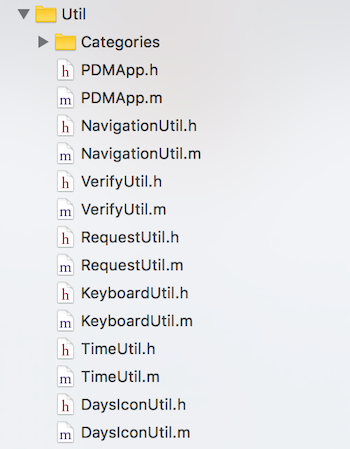 Util
Categories
h PDMApp.h
m PDMApp.m
h NavigationUtil.h
m NavigationUtil.m
h VerifyUtil.h
m VerifyUtil.m
h RequestUtil.h
m RequestUtil.m
h KeyboardUtil.h
m KeyboardUtil.m
h TimeUtil.h
m TimeUtil.m
h DaysIconUtil.h
m DaysIconUtil.m